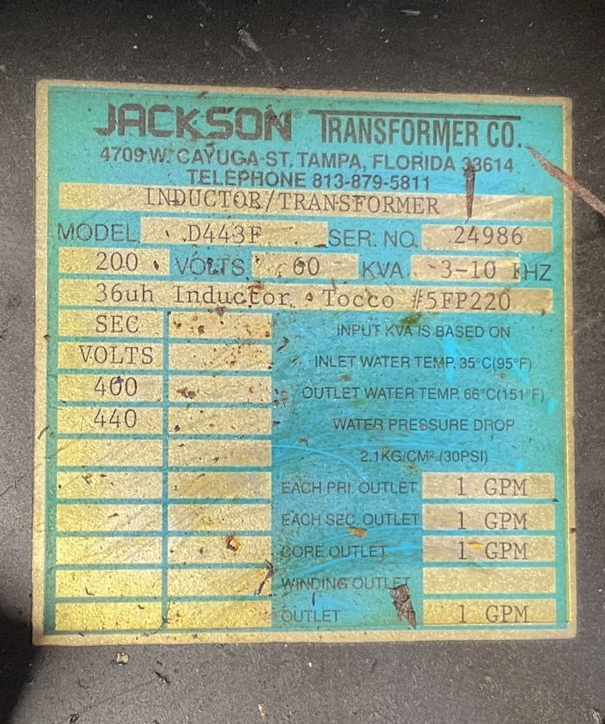 JACKSON® TRANSFORMER CO.
4709 W. CAYUGA ST, TAMPA, FLORIDA 33614
TELEPHONE 813-879-5811
INDUCTOR/TRANSFORMER
MODEL D443F SER. NO. 24986
200 VOLTS 60 KVA 3-10 KHZ
36uh Inductor Tocco #5FP220
SEC INPUT KVA IS BASED ON
VOLTS INLET WATER TEMP. 35°C(95°F)
400 OUTLET WATER TEMP. 66°C(151°F)
440 WATER PRESSURE DROP
2.1KG/CM² (30PSI)
EACH PRI. OUTLET 1 GPM
EACH SEC. OUTLET 1 GPM
CORE OUTLET 1 GPM
WINDING OUTLET
OUTLET 1 GPM